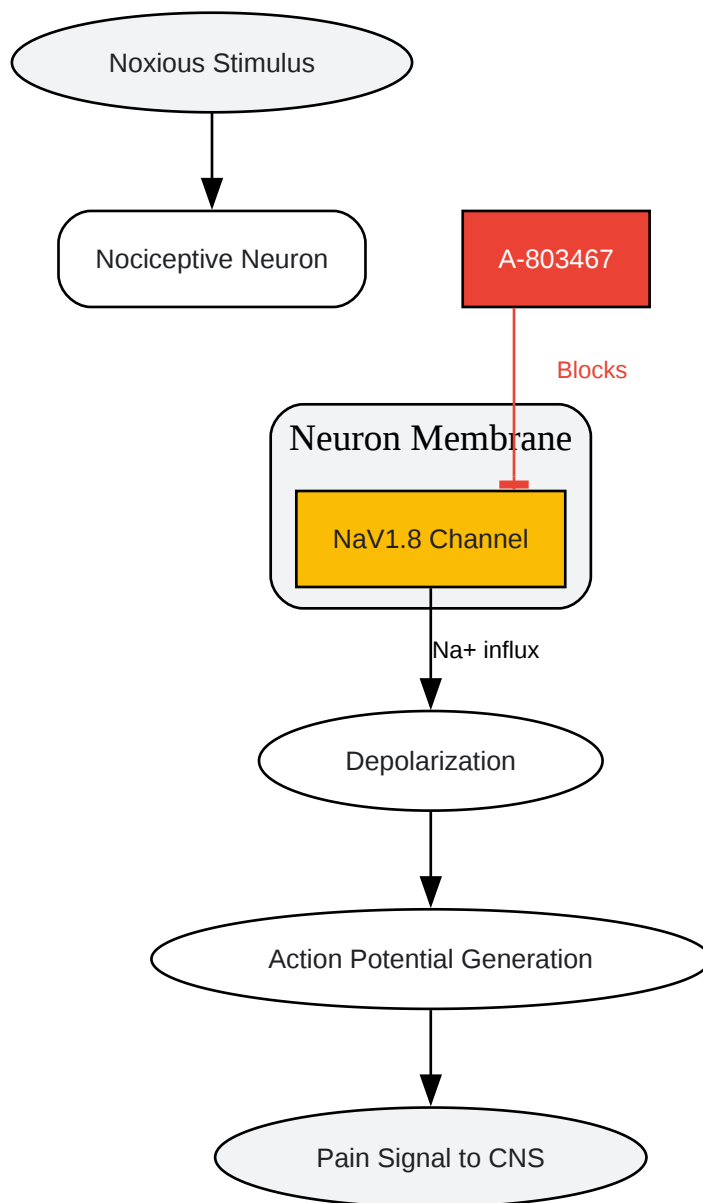 Noxious Stimulus
Nociceptive Neuron
A-803467
Blocks
Neuron Membrane
NaV1.8 Channel
Na+ influx
Depolarization
Action Potential Generation
Pain Signal to CNS